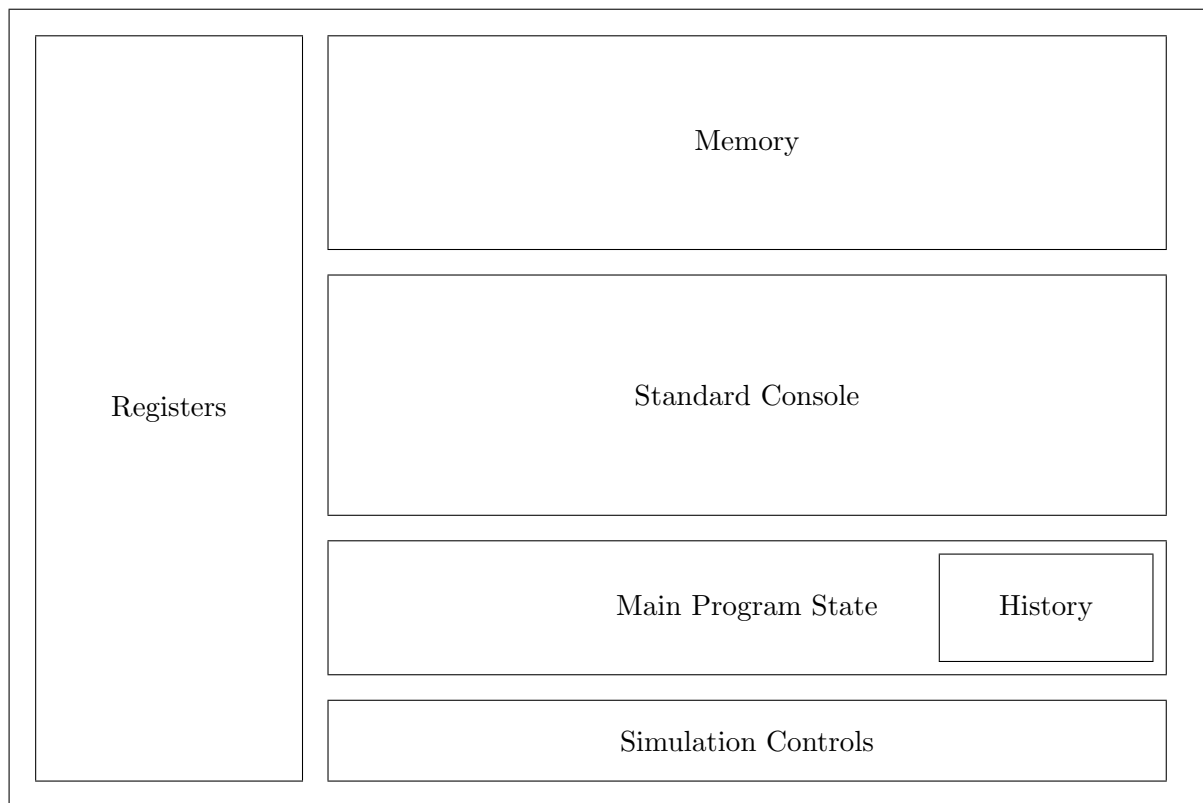 Memory
Standard Console
Registers
Main Program State
History
Simulation Controls